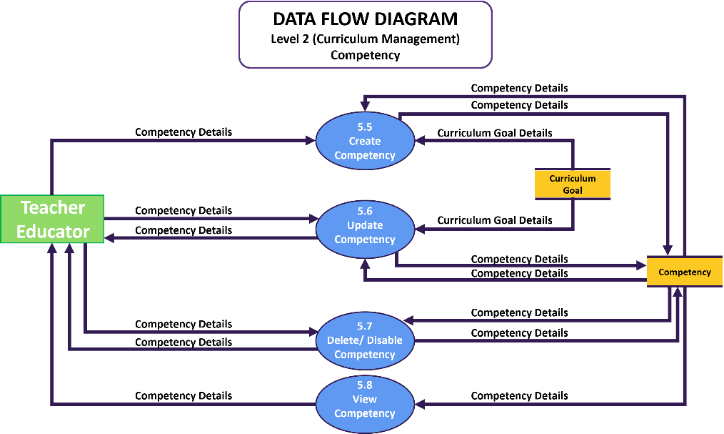 DATA FLOW DIAGRAM
Level 2 (Curriculum Management)
Competency
Competency Details
Competency Details
5.5
Create
Competency
Competency Details
Curriculum Goal Details
Curriculum
Goal
Teacher
Educator
Competency Details
Competency Details
5.6
Update
Competency
Curriculum Goal Details
Competency Details
Competency Details
Competency
Competency Details
Competency Details
5.7
Delete/ Disable
Competency
Competency Details
Competency Details
5.8
View
Competency
Competency Details
Competency Details